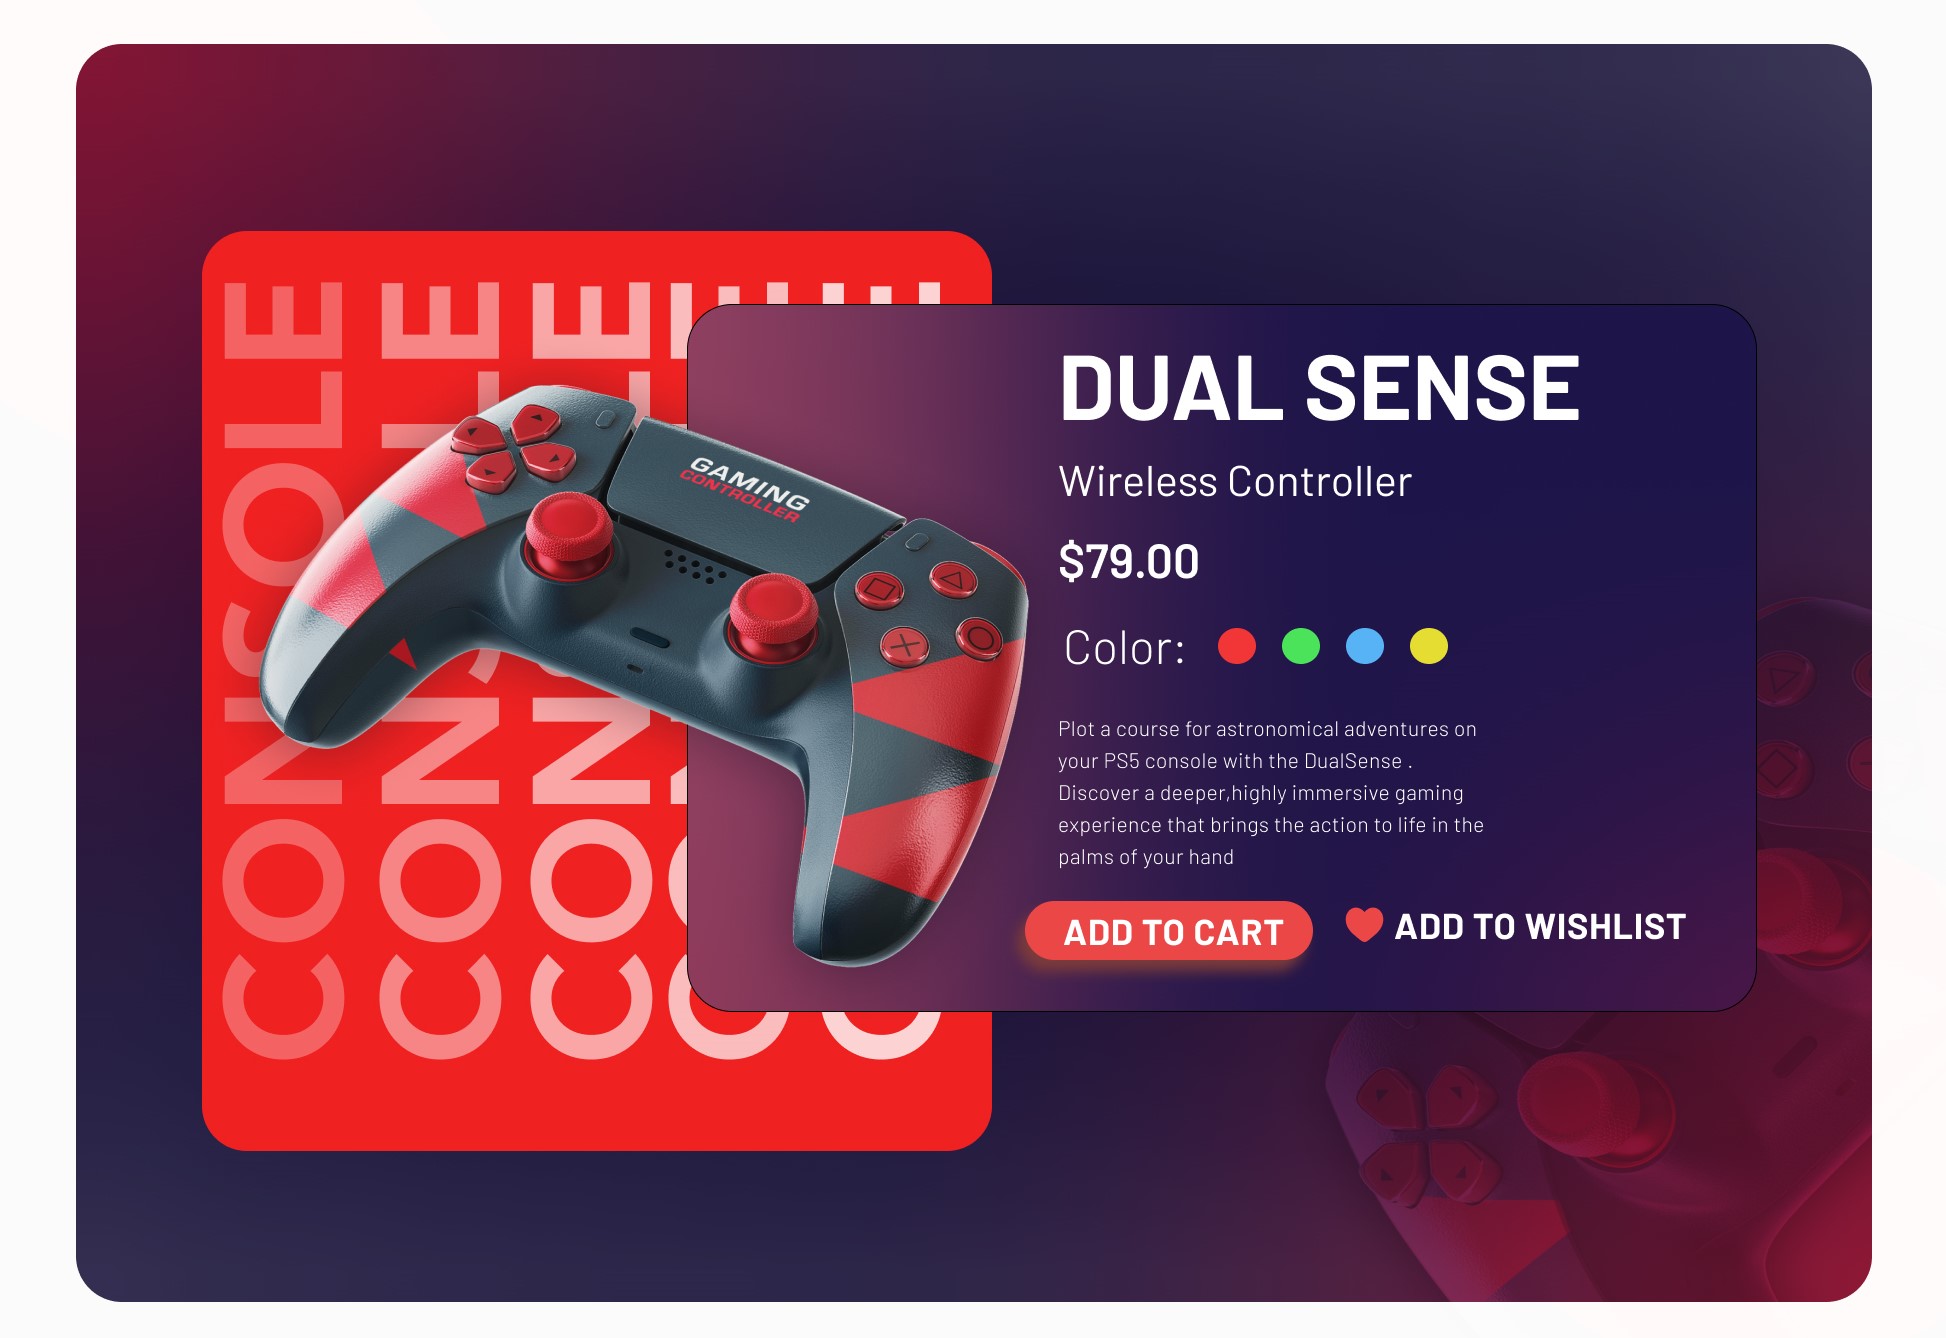 CONSOLE
CONSOLE
CONSOLE
GAMING
CONTROLLER
DUAL SENSE
Wireless Controller
$79.00
Color:
Plot a course for astronomical adventures on
your PS5 console with the DualSense .
Discover a deeper,highly immersive gaming
experience that brings the action to life in the
palms of your hand
ADD TO CART
ADD TO WISHLIST